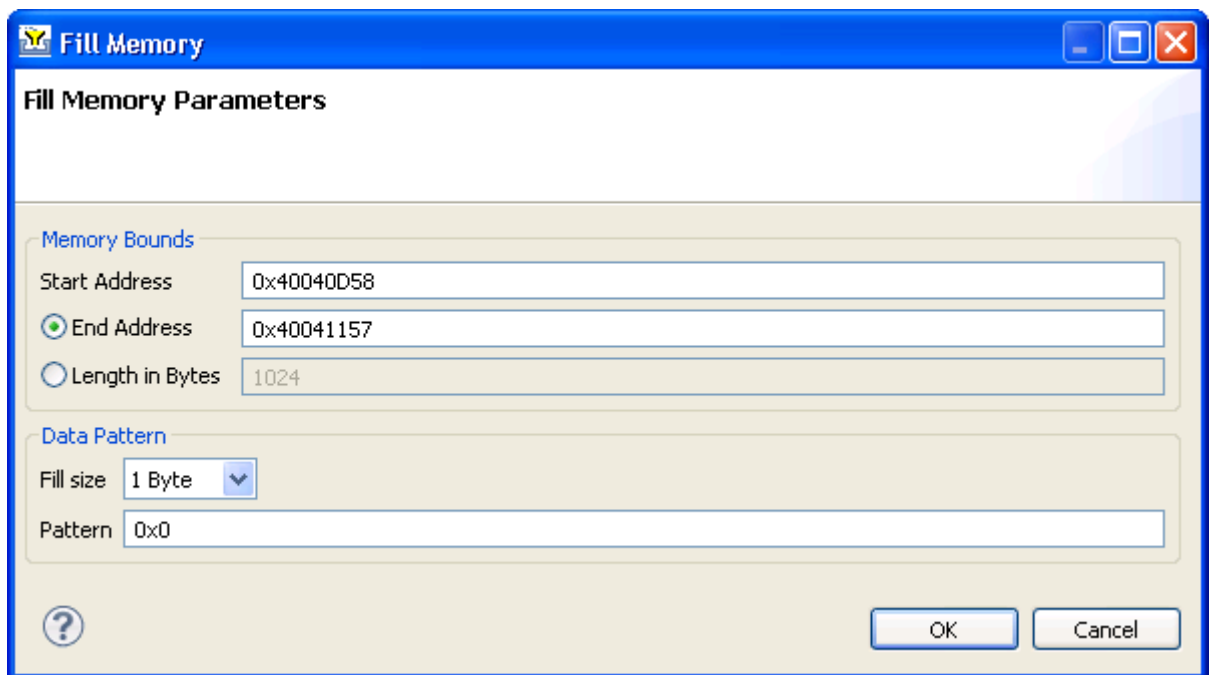 Fill Memory
Fill Memory Parameters
Memory Bounds
Start Address 0x40040D58
End Address 0x40041157
Length in Bytes 1024
Data Pattern
Fill size 1 Byte
Pattern 0x0
? OK Cancel